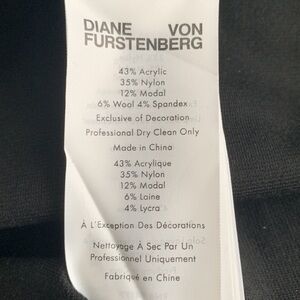 DIANE VON
FURSTENBERG
43% Acrylic
35% Nylon
12% Modal
6% Wool 4% Spandex
Exclusive of Decoration
Professional Dry Clean Only
Made in China
43% Acrylique
35% Nylon
12% Modal
6% Laine
4% Lycra
À L'Exception Des Décorations
Nettoyage À Sec Par Un
Professionnel Uniquement
Fabriqué en Chine